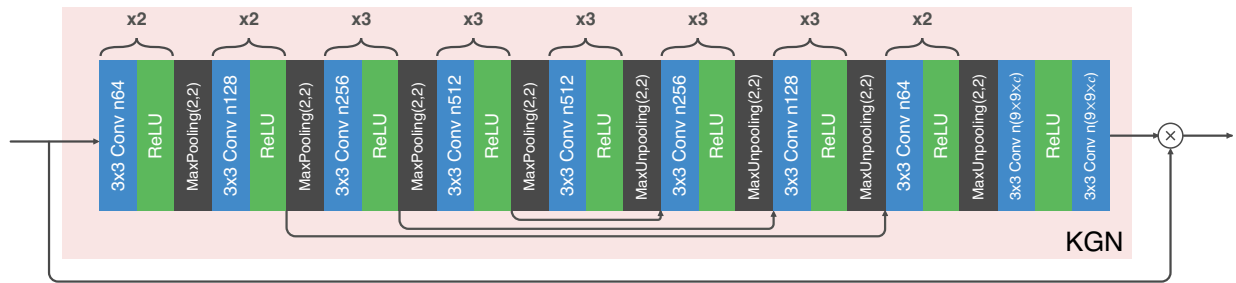 x2
x2
x3
x3
x3
x3
x3
x2
3x3 Conv n64
ReLU
MaxPooling(2,2)
3x3 Conv n128
ReLU
MaxPooling(2,2)
3x3 Conv n256
ReLU
MaxPooling(2,2)
3x3 Conv n512
ReLU
MaxPooling(2,2)
3x3 Conv n512
ReLU
MaxUnpooling(2,2)
3x3 Conv n256
ReLU
MaxUnpooling(2,2)
3x3 Conv n128
ReLU
MaxUnpooling(2,2)
3x3 Conv n64
ReLU
MaxUnpooling(2,2)
3x3 Conv n(9×9×c)
ReLU
3x3 Conv n(9×9×c)
×
KGN